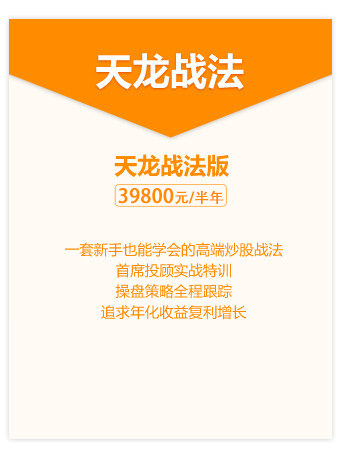 天龙战法
天龙战法版
39800元/半年
一套新手也能学会的高端炒股战法
首席投顾实战特训
操盘策略全程跟踪
追求年化收益复利增长